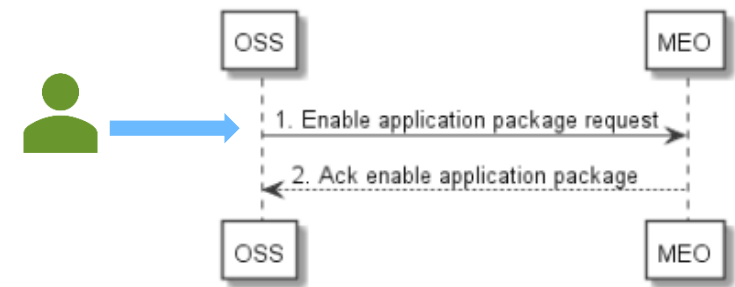 OSS
MEO
1. Enable application package request
2. Ack enable application package
OSS
MEO